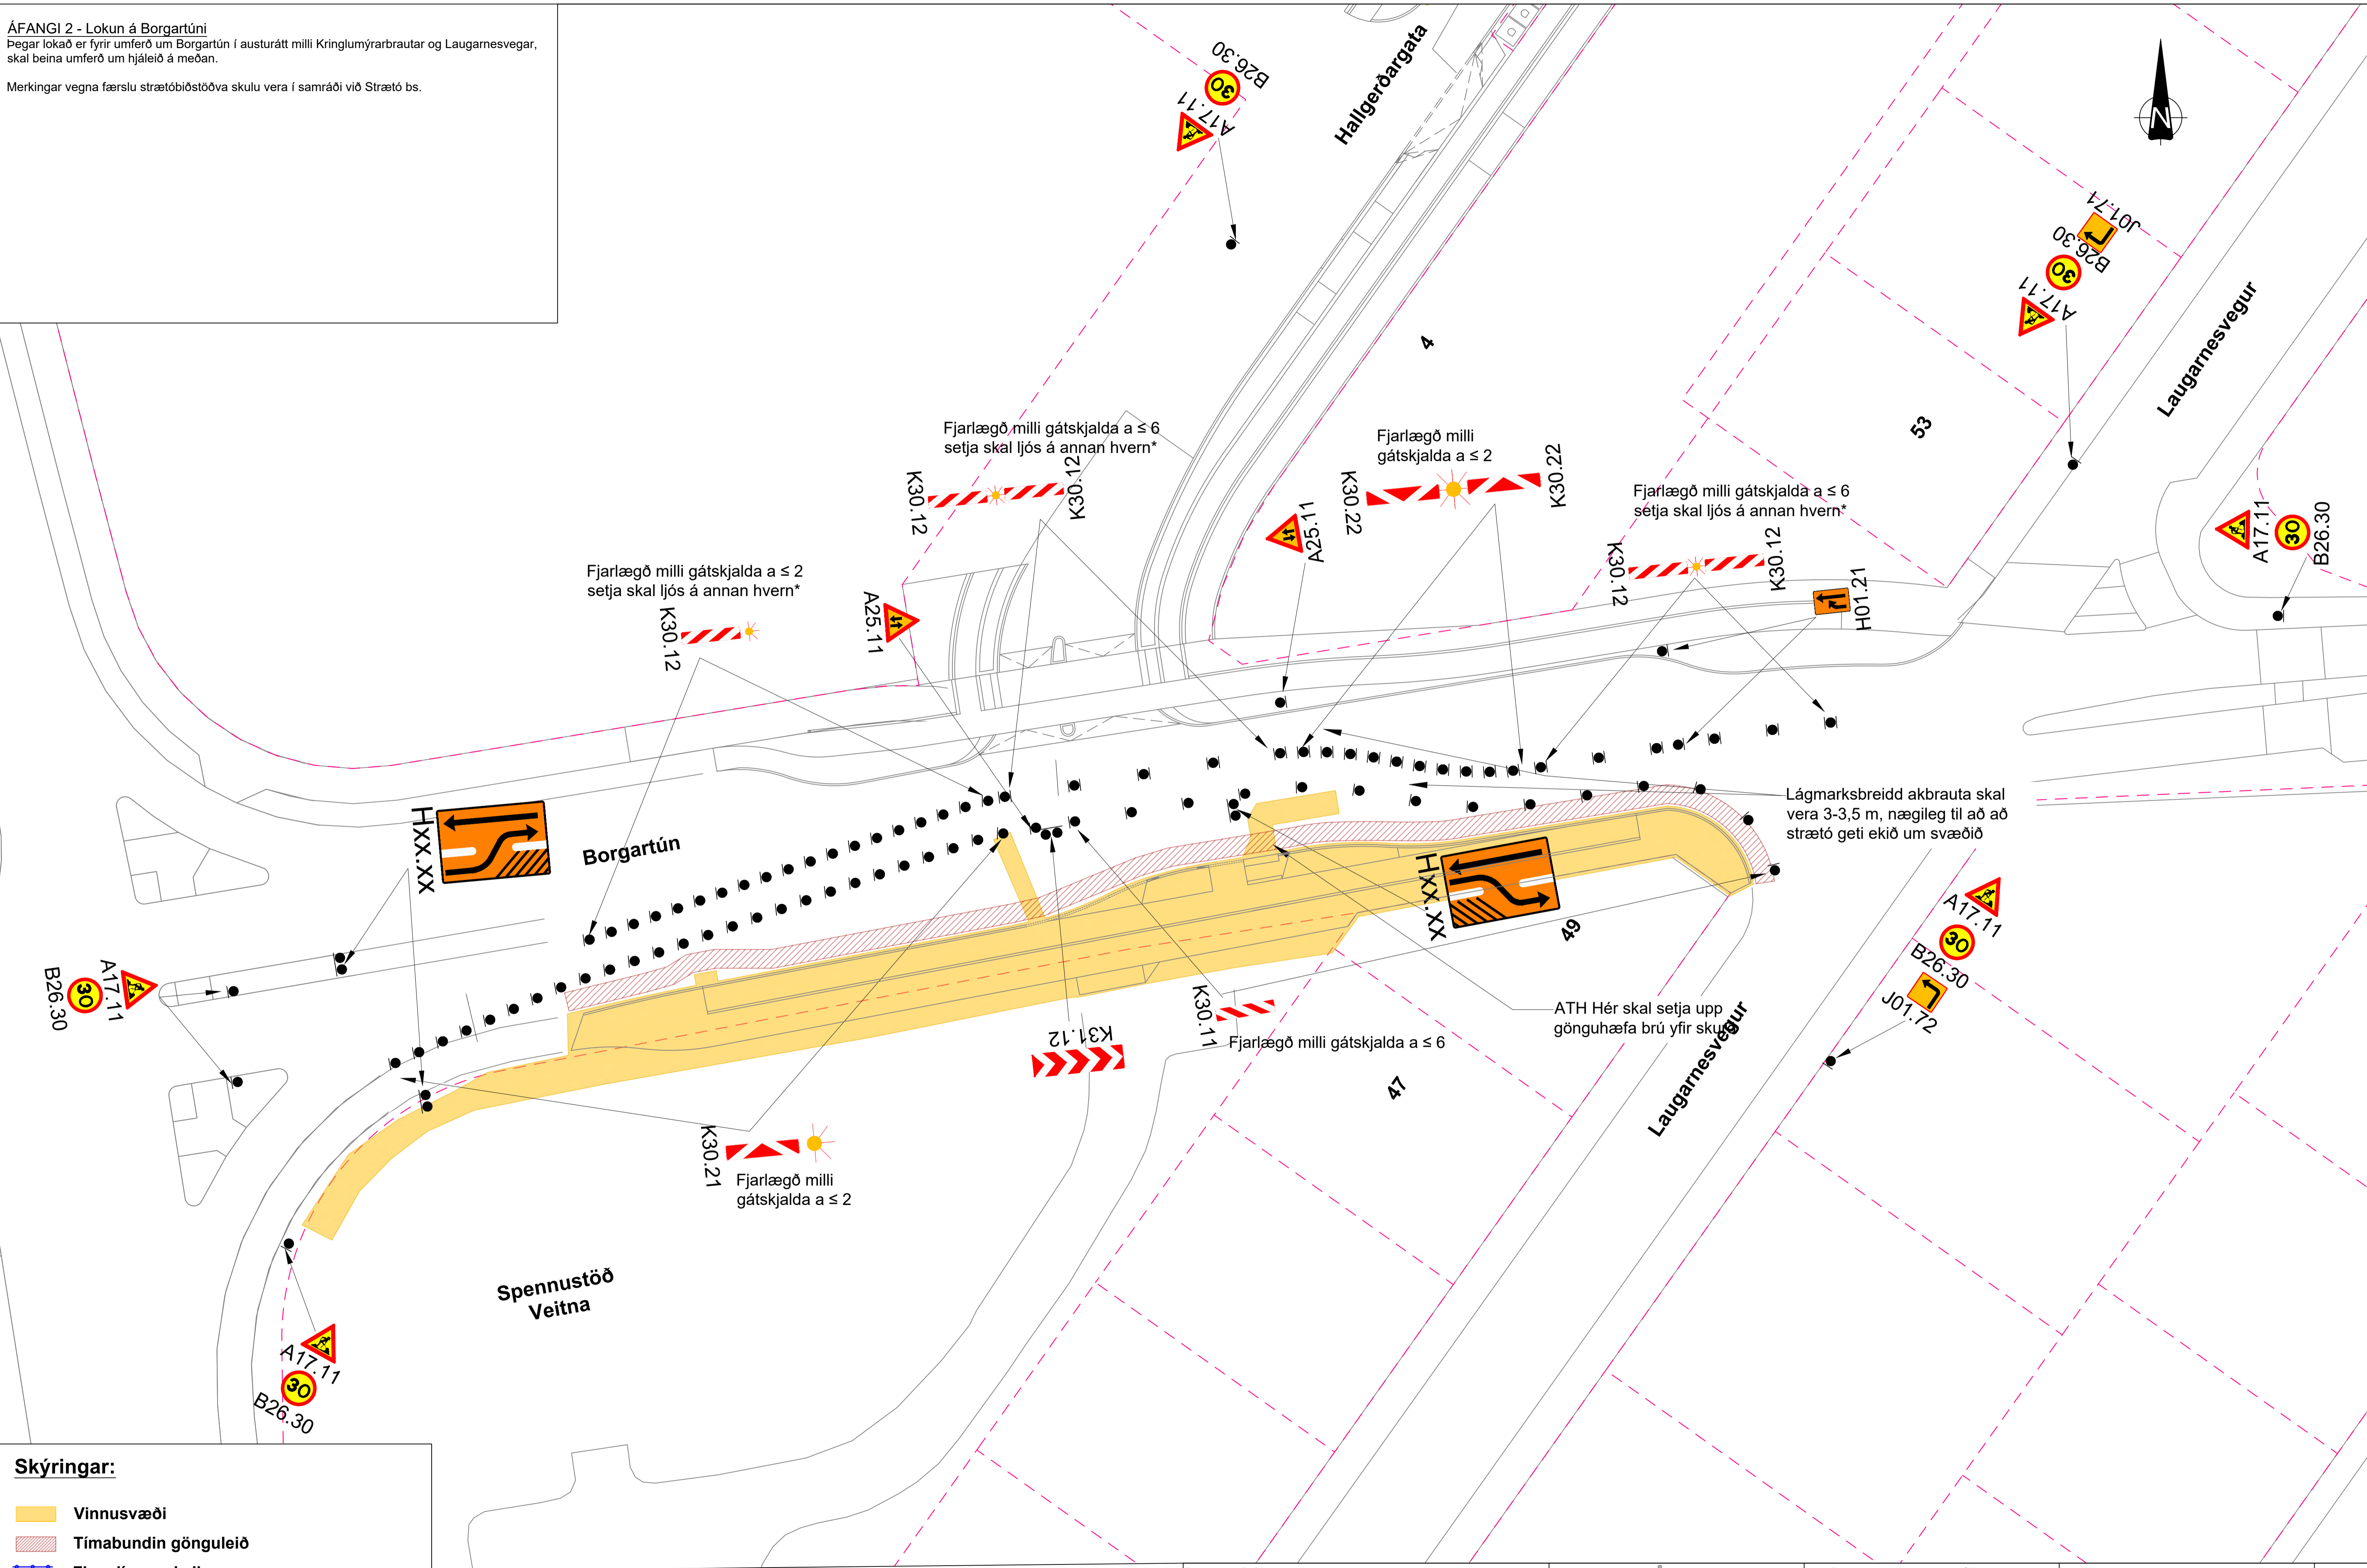 ÁFANGI 2 - Lokun á Borgartúni
Þegar lokað er fyrir umferð um Borgartún í austurátt milli Kringlumýrarbrautar og Laugarnesvegar,
skal beina umferð um hjáleið á meðan.
Merkingar vegna færslu strætóbiðstöðva skulu vera í samráði við Strætó bs.
B26.30
30
A17.11
Hallgerðargata
N
J01.71
B26.30
30
A17.11
Laugarnesvegur
4
53
Fjarlægð milli gátskjalda a ≤ 6
setja skal ljós á annan hvern*
K30.12
K30.12
Fjarlægð milli
gátskjalda a ≤ 2
K30.22
K30.22
A25.11
Fjarlægð milli gátskjalda a ≤ 6
setja skal ljós á annan hvern*
K30.12
K30.12
A17.11
30
B26.30
H01.21
Fjarlægð milli gátskjalda a ≤ 2
setja skal ljós á annan hvern*
K30.12
A25.11
Hxx.xx
Borgartún
Lágmarksbreidd akbrauta skal
vera 3-3,5 m, nægileg til að að
strætó geti ekið um svæðið
Hxx.xx
49
A17.11
30
B26.30
J01.72
B26.30
30
A17.11
K30.11
Fjarlægð milli gátskjalda a ≤ 6
K31.12
ATH Hér skal setja upp
gönguhæfa brú yfir skurð
Laugarnesvegur
47
K30.21
Fjarlægð milli
gátskjalda a ≤ 2
Spennustöð
Veitna
A17.11
30
B26.30
Skýringar:
Vinnusvæði
Tímabundin gönguleið